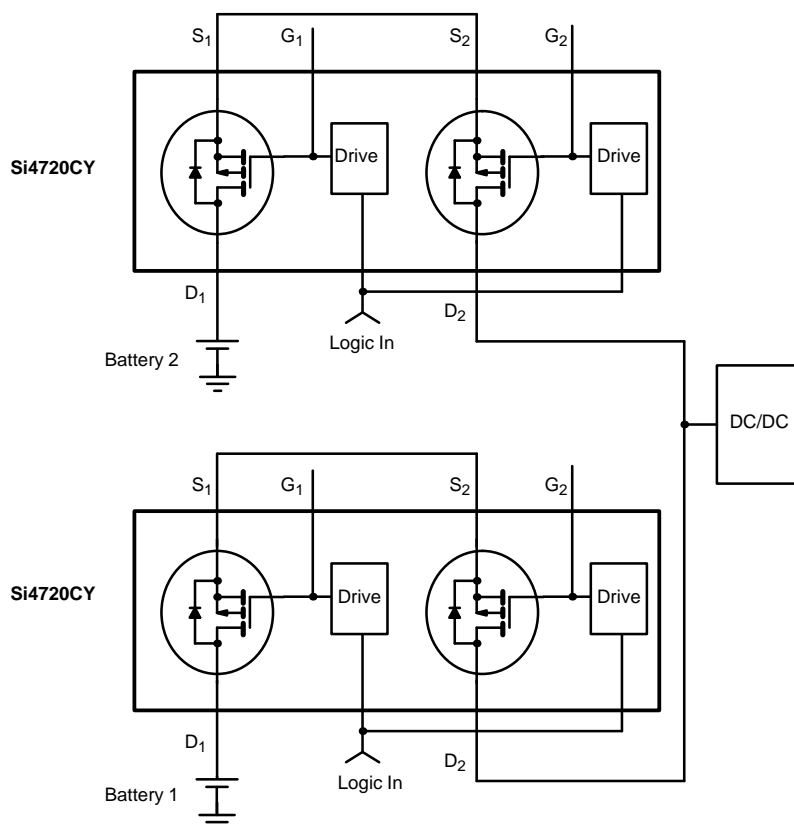 S1 G1 S2 G2
Si4720CY
Drive Drive
D1 D2
Logic In
Battery 2
DC/DC
S1 G1 S2 G2
Si4720CY
Drive Drive
D1 D2
Logic In
Battery 1